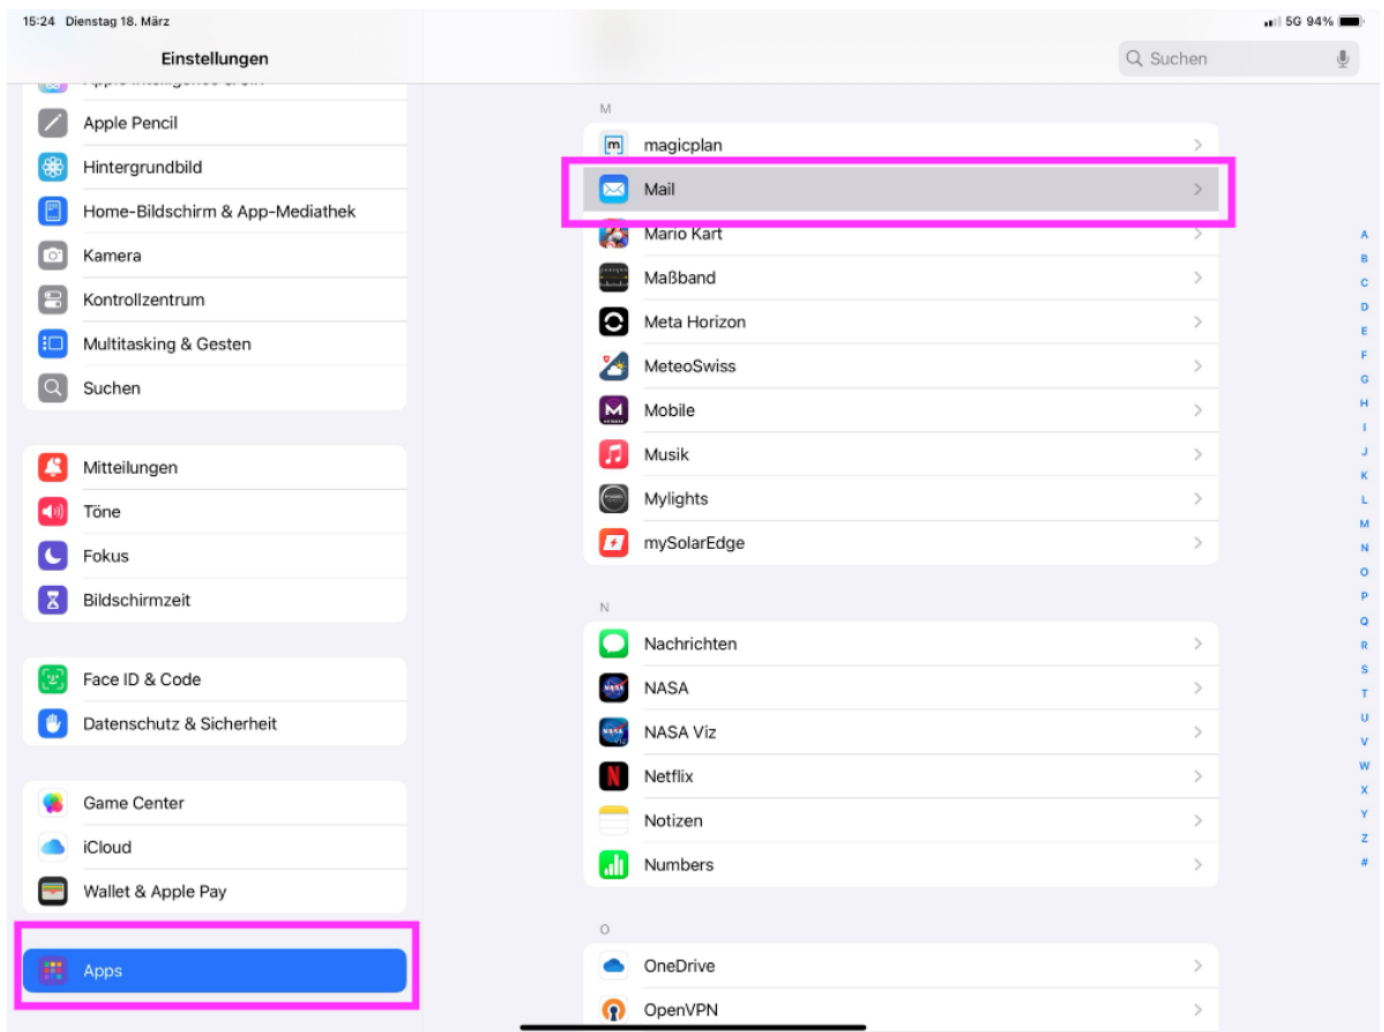 15:24 Dienstag 18. März
5G 94%
Einstellungen
Suchen
Apple Pencil
Hintergrundbild
Home-Bildschirm & App-Mediathek
Kamera
Kontrollzentrum
Multitasking & Gesten
Suchen
Mitteilungen
Töne
Fokus
Bildschirmzeit
Face ID & Code
Datenschutz & Sicherheit
Game Center
iCloud
Wallet & Apple Pay
Apps
M
magicplan
Mail
Mario Kart
Maßband
Meta Horizon
MeteoSwiss
Mobile
Musik
Mylights
mySolarEdge
N
Nachrichten
NASA
NASA Viz
Netflix
Notizen
Numbers
O
OneDrive
OpenVPN
A
B
C
D
E
F
G
H
I
J
K
L
M
N
O
P
Q
R
S
T
U
V
W
X
Y
Z
#